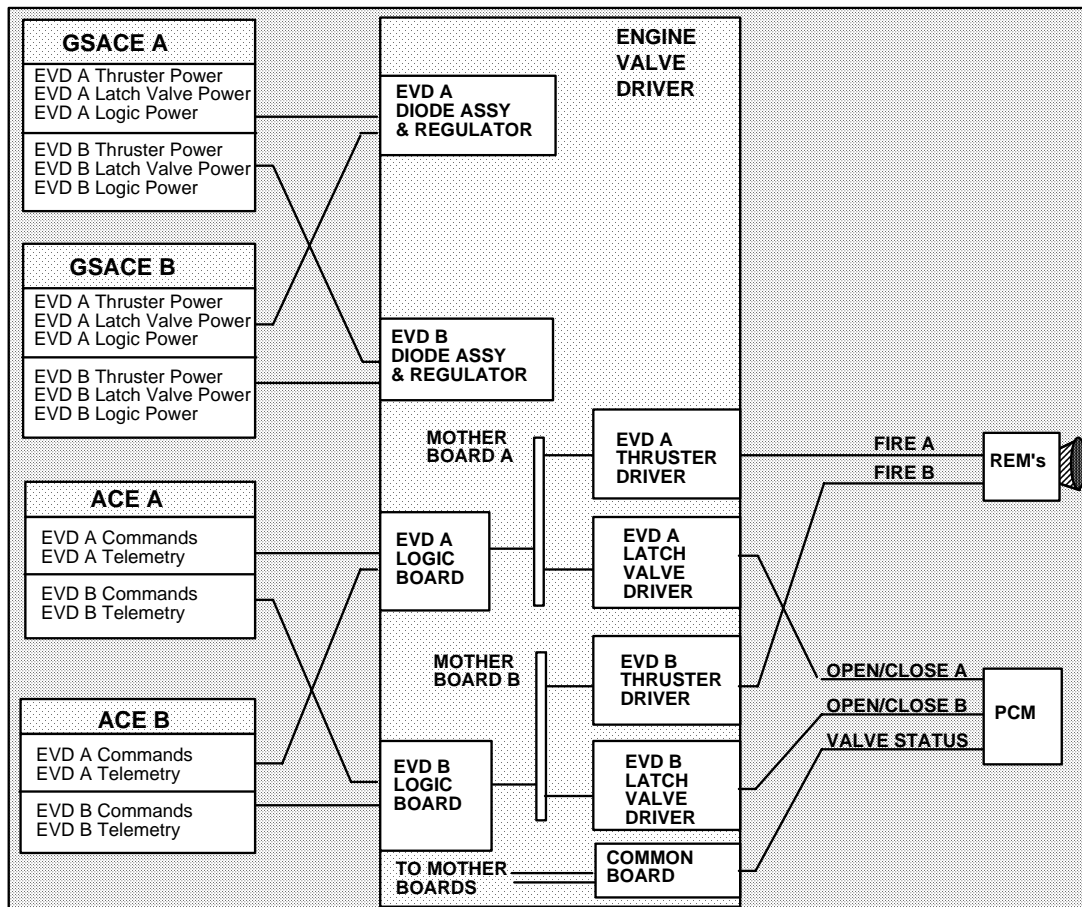 GSACE A
EVD A Thruster Power
EVD A Latch Valve Power
EVD A Logic Power
EVD B Thruster Power
EVD B Latch Valve Power
EVD B Logic Power
GSACE B
EVD A Thruster Power
EVD A Latch Valve Power
EVD A Logic Power
EVD B Thruster Power
EVD B Latch Valve Power
EVD B Logic Power
ACE A
EVD A Commands
EVD A Telemetry
EVD B Commands
EVD B Telemetry
ACE B
EVD A Commands
EVD A Telemetry
EVD B Commands
EVD B Telemetry
ENGINE
VALVE
DRIVER
EVD A
DIODE ASSY
& REGULATOR
EVD B
DIODE ASSY
& REGULATOR
MOTHER
BOARD A
EVD A
LOGIC
BOARD
EVD A
THRUSTER
DRIVER
EVD A
LATCH
VALVE
DRIVER
MOTHER
BOARD B
EVD B
LOGIC
BOARD
EVD B
THRUSTER
DRIVER
EVD B
LATCH
VALVE
DRIVER
TO MOTHER
BOARDS
COMMON
BOARD
FIRE A
FIRE B
REM's
OPEN/CLOSE A
OPEN/CLOSE B
VALVE STATUS
PCM